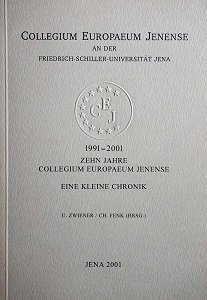 COLLEGIUM EUROPAEUM JENENSE
AN DER
FRIEDRICH-SCHILLER-UNIVERSITÄT JENA
CEJ
1991–2001
ZEHN JAHRE
COLLEGIUM EUROPAEUM JENENSE
EINE KLEINE CHRONIK
U. ZWIENER / CH. FENK (HRSG.)
JENA 2001